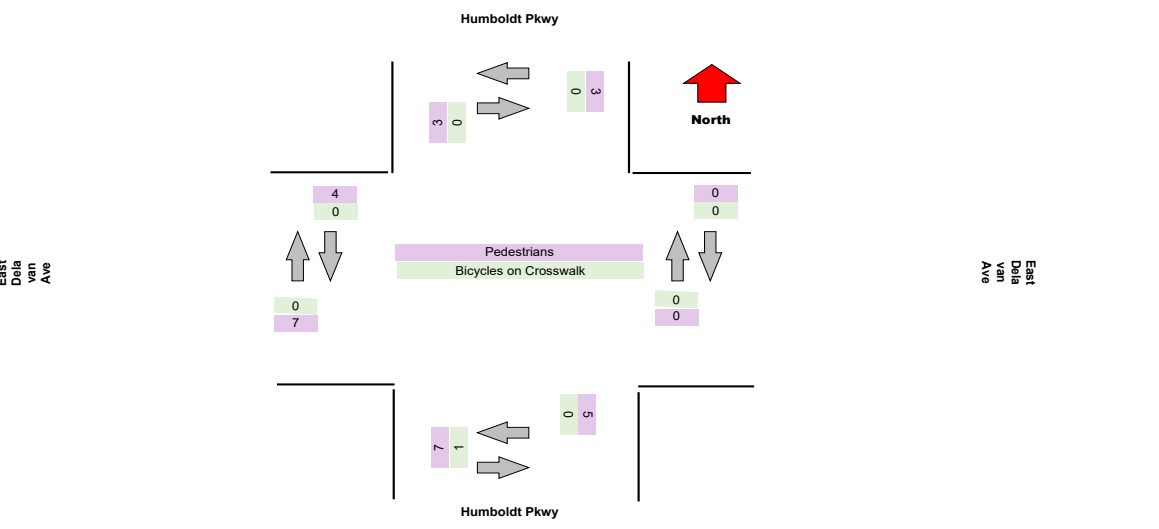 Humboldt Pkwy
0 3
3 0
North
4
0
0
0
Pedestrians
Bicycles on Crosswalk
East
Dela
van
Ave
East
Dela
van
Ave
0
7
0
0
0 5
7 1
Humboldt Pkwy